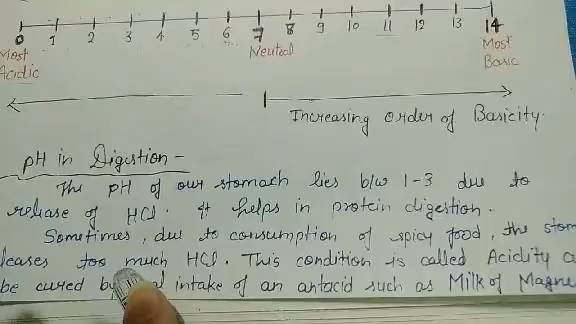 0 1 2 3 4 5 6 7 8 9 10 11 12 13 14
Most Acidic Neutral Most Basic
Increasing Order of Basicity.
pH in Digestion -
The pH of our stomach lies b/w 1-3 due to
release of HCl. It helps in protein digestion.
Sometimes, due to consumption of spicy food, the stom
leases too much HCl. This condition is called Acidity
be cured by intake of an antacid such as Milk of Magne